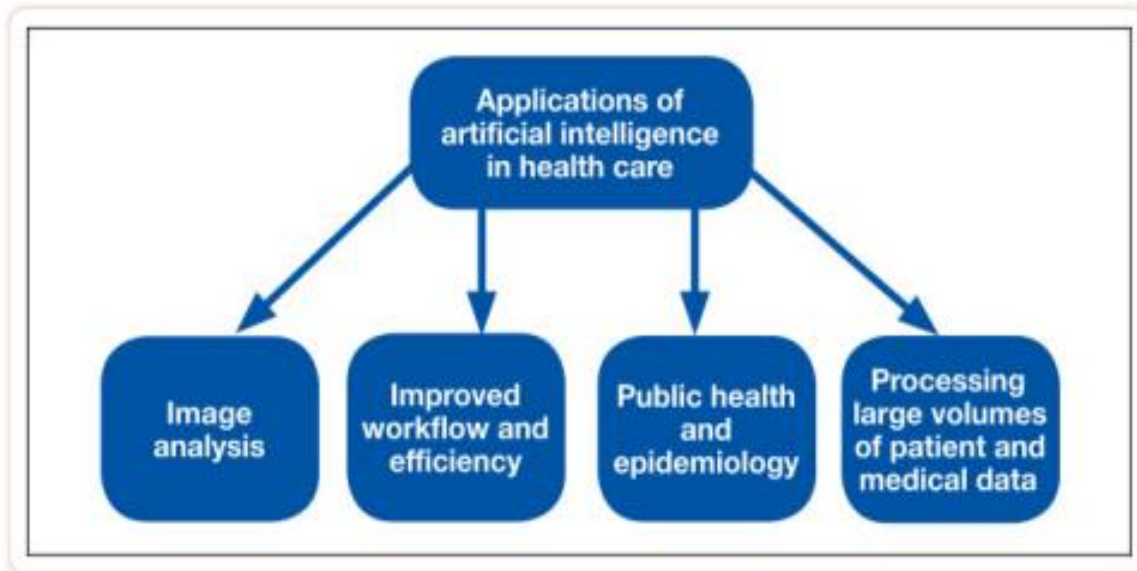 Applications of
artificial intelligence
in health care
Image
analysis
Improved
workflow and
efficiency
Public health
and
epidemiology
Processing
large volumes
of patient and
medical data